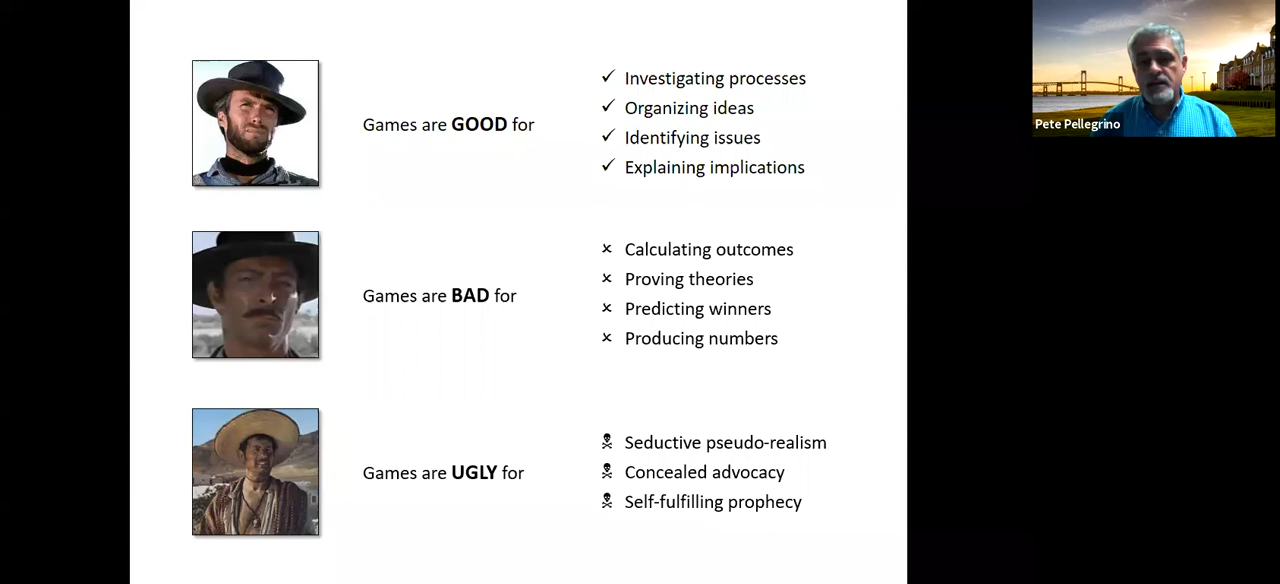 Games are GOOD for
✓ Investigating processes
✓ Organizing ideas
✓ Identifying issues
✓ Explaining implications
Games are BAD for
× Calculating outcomes
× Proving theories
× Predicting winners
× Producing numbers
Games are UGLY for
☠ Seductive pseudo-realism
☠ Concealed advocacy
☠ Self-fulfilling prophecy
Pete Pellegrino